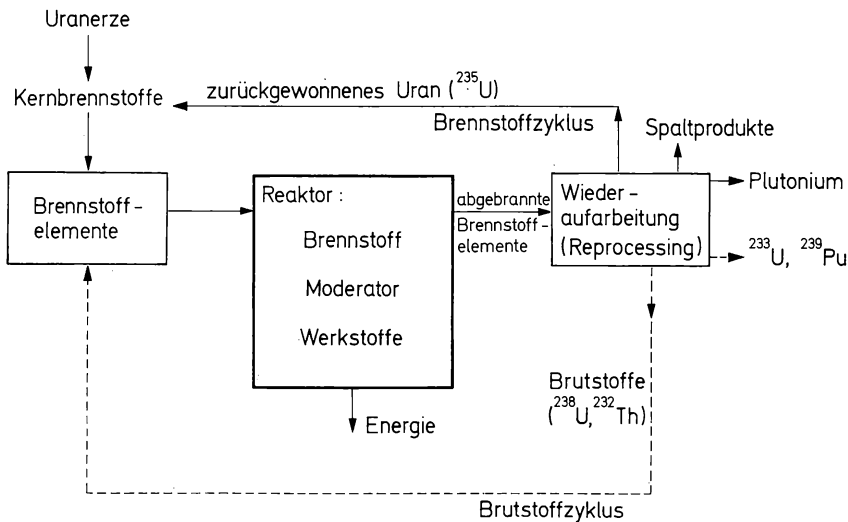 Uranerze
Kernbrennstoffe
zurückgewonnenes Uran (²³⁵U)
Brennstoffzyklus
Spaltprodukte
Brennstoff-
elemente
Reaktor :
Brennstoff
Moderator
Werkstoffe
abgebrannte
Brennstoff-
elemente
Wieder-
aufarbeitung
(Reprocessing)
Plutonium
²³³U, ²³⁹Pu
Energie
Brutstoffe
(²³⁸U,²³²Th)
Brutstoffzyklus